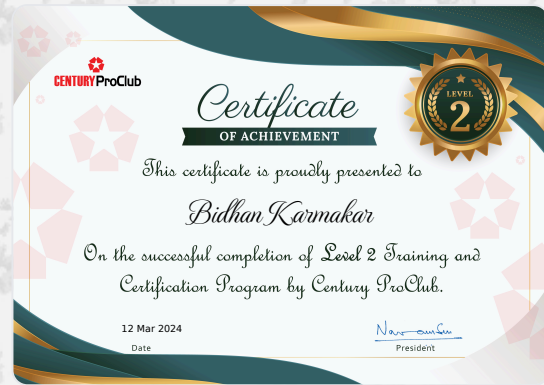 CENTURY ProClub
LEVEL
2
Certificate
OF ACHIEVEMENT
This certificate is proudly presented to
Bidhan Karmakar
On the successful completion of Level 2 Training and
Certification Program by Century ProClub.
12 Mar 2024
Date
President